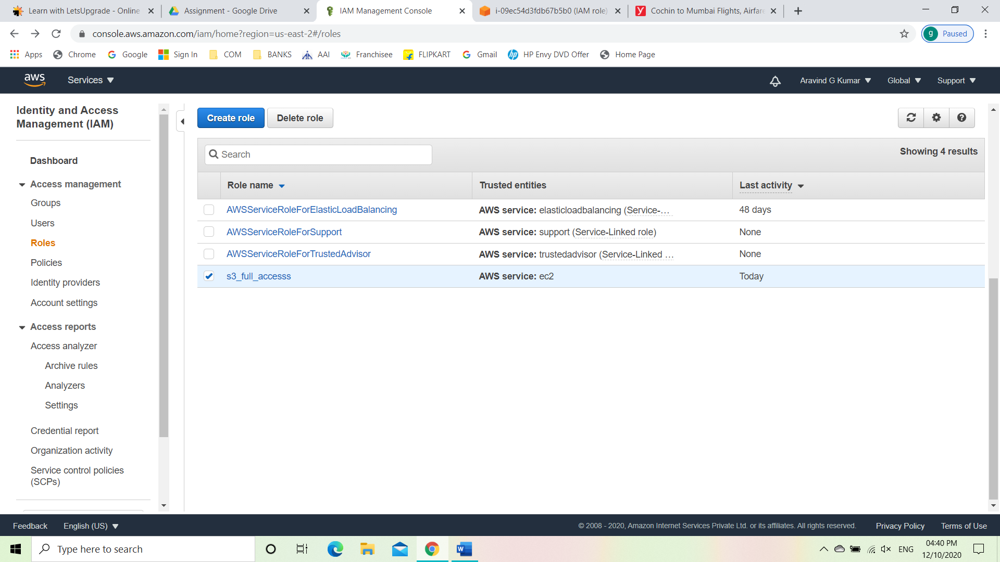 Learn with LetsUpgrade - Online
Assignment - Google Drive
IAM Management Console
i-09ec54d3fdb67b5b0 (IAM role)
Cochin to Mumbai Flights, Airfare
console.aws.amazon.com/iam/home?region=us-east-2#/roles
g Paused
Apps Chrome Google Sign In COM BANKS AAI Franchisee FLIPKART Gmail HP Envy DVD Offer Home Page
aws Services Aravind G Kumar Global Support
Identity and Access
Management (IAM)
Dashboard
Access management
Groups
Users
Roles
Policies
Identity providers
Account settings
Access reports
Access analyzer
Archive rules
Analyzers
Settings
Credential report
Organization activity
Service control policies
(SCPs)
Create role Delete role
Search
Showing 4 results
Role name Trusted entities Last activity
AWSServiceRoleForElasticLoadBalancing AWS service: elasticloadbalancing (Service-… 48 days
AWSServiceRoleForSupport AWS service: support (Service-Linked role) None
AWSServiceRoleForTrustedAdvisor AWS service: trustedadvisor (Service-Linked … None
s3_full_accesss AWS service: ec2 Today
Feedback English (US) © 2008 - 2020, Amazon Internet Services Private Ltd. or its affiliates. All rights reserved. Privacy Policy Terms of Use
Type here to search
ENG
04:40 PM
12/10/2020